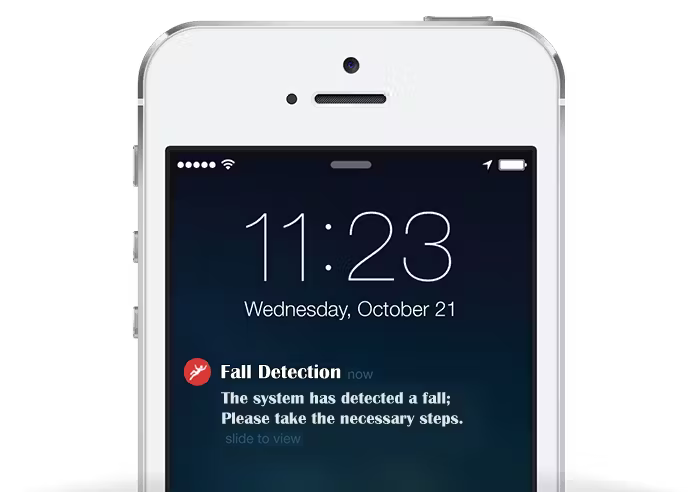 11:23
Wednesday, October 21
Fall Detection now
The system has detected a fall;
Please take the necessary steps.
slide to view